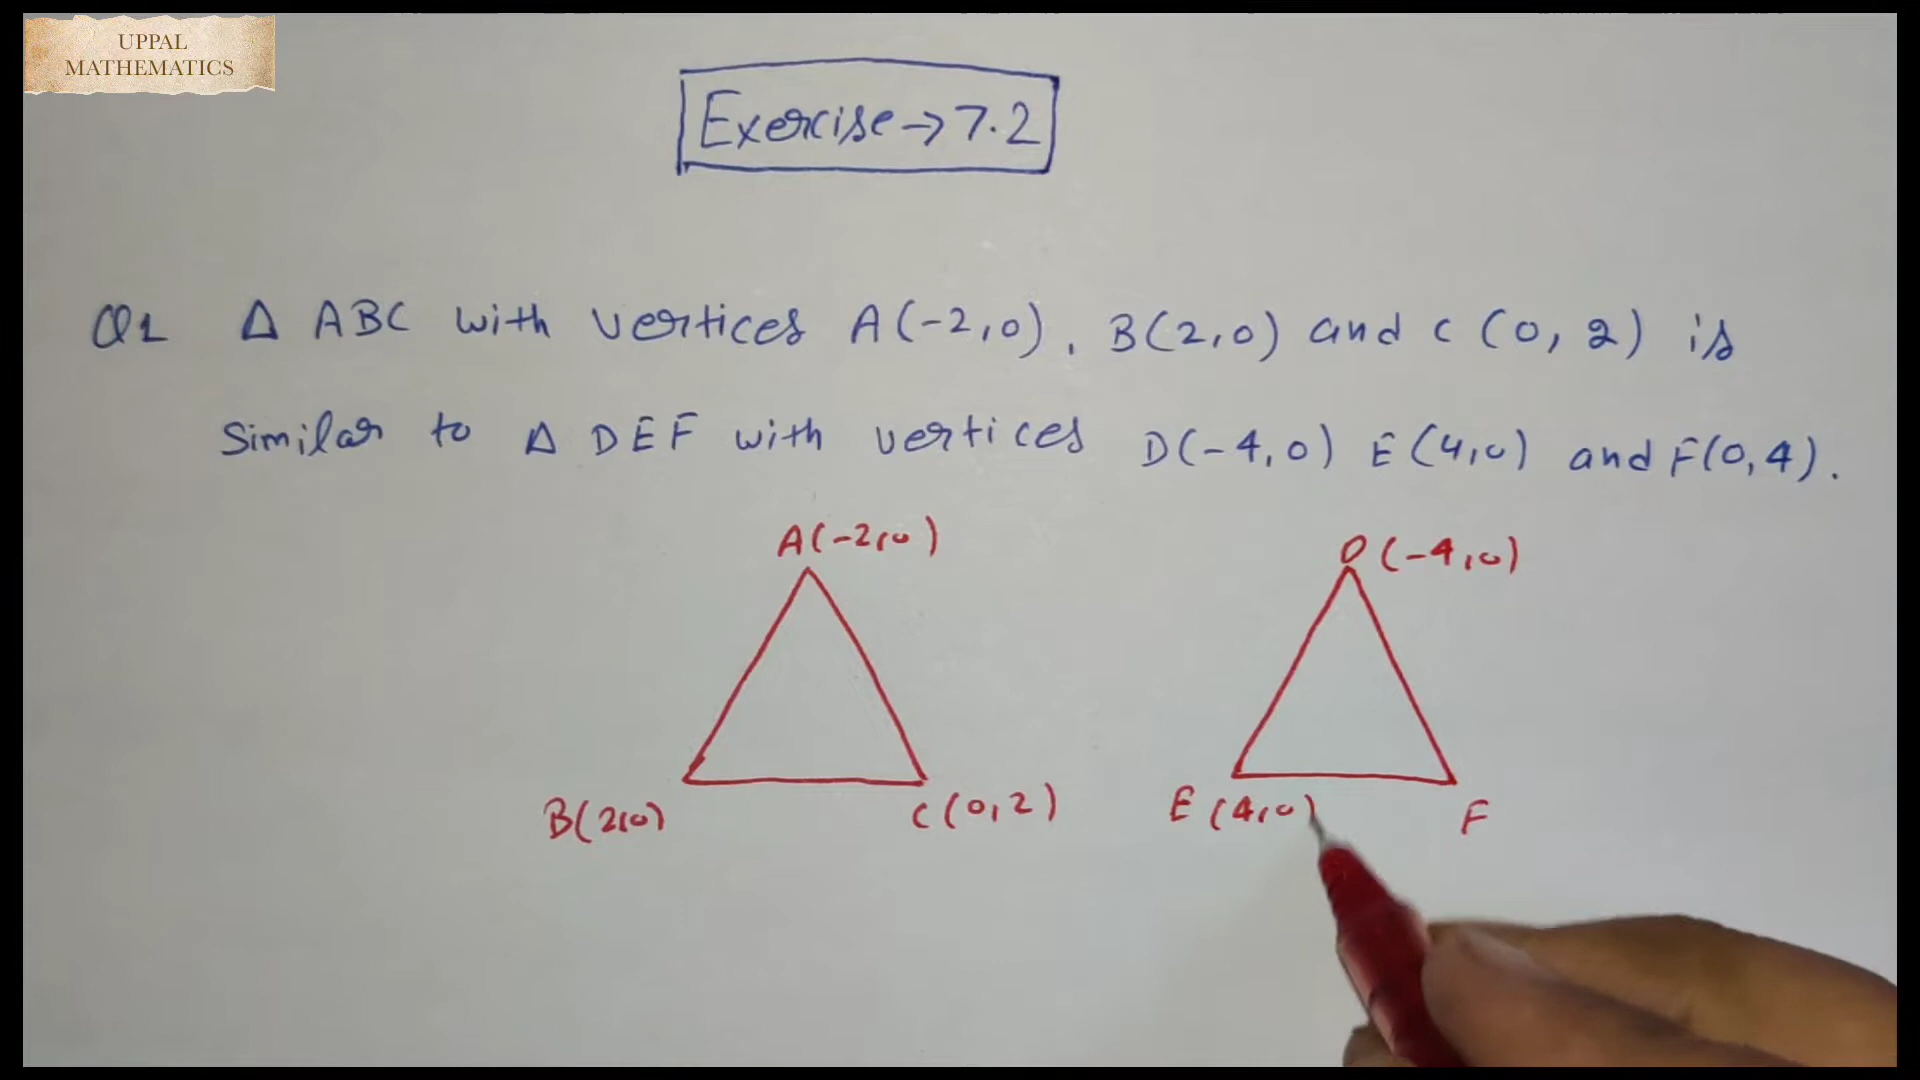 UPPAL
MATHEMATICS
Exercise → 7.2
Q1 Δ ABC with vertices A(-2,0), B(2,0) and C(0,2) is
similar to Δ DEF with vertices D(-4,0) E(4,0) and F(0,4).
A(-2,0)
D(-4,0)
B(2,0)
C(0,2)
E(4,0)
F